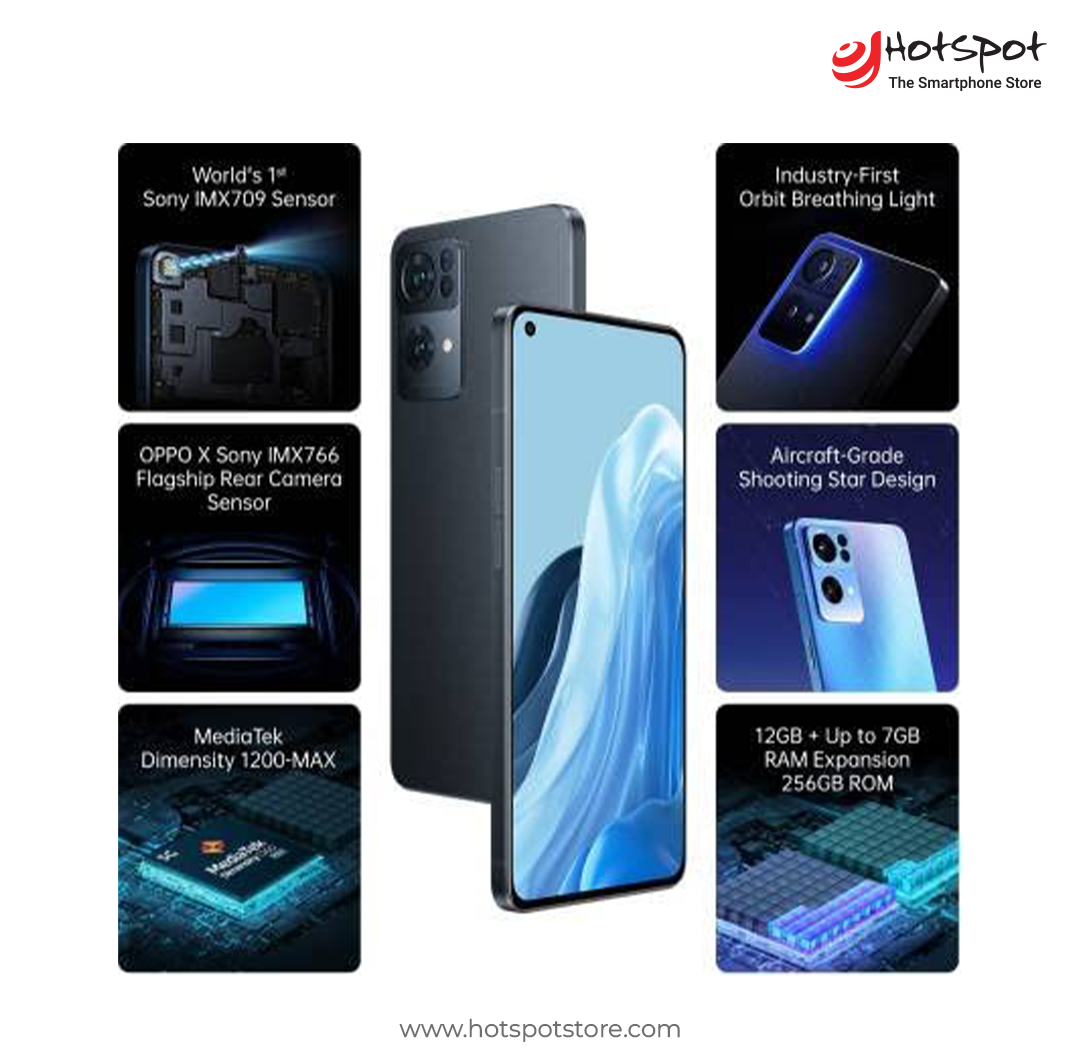 HOTSPOT
The Smartphone Store
World's 1st
Sony IMX709 Sensor
Industry-First
Orbit Breathing Light
OPPO X Sony IMX766
Flagship Rear Camera
Sensor
Aircraft-Grade
Shooting Star Design
MediaTek
Dimensity 1200-MAX
12GB + Up to 7GB
RAM Expansion
256GB ROM
5G
MediaTek
www.hotspotstore.com